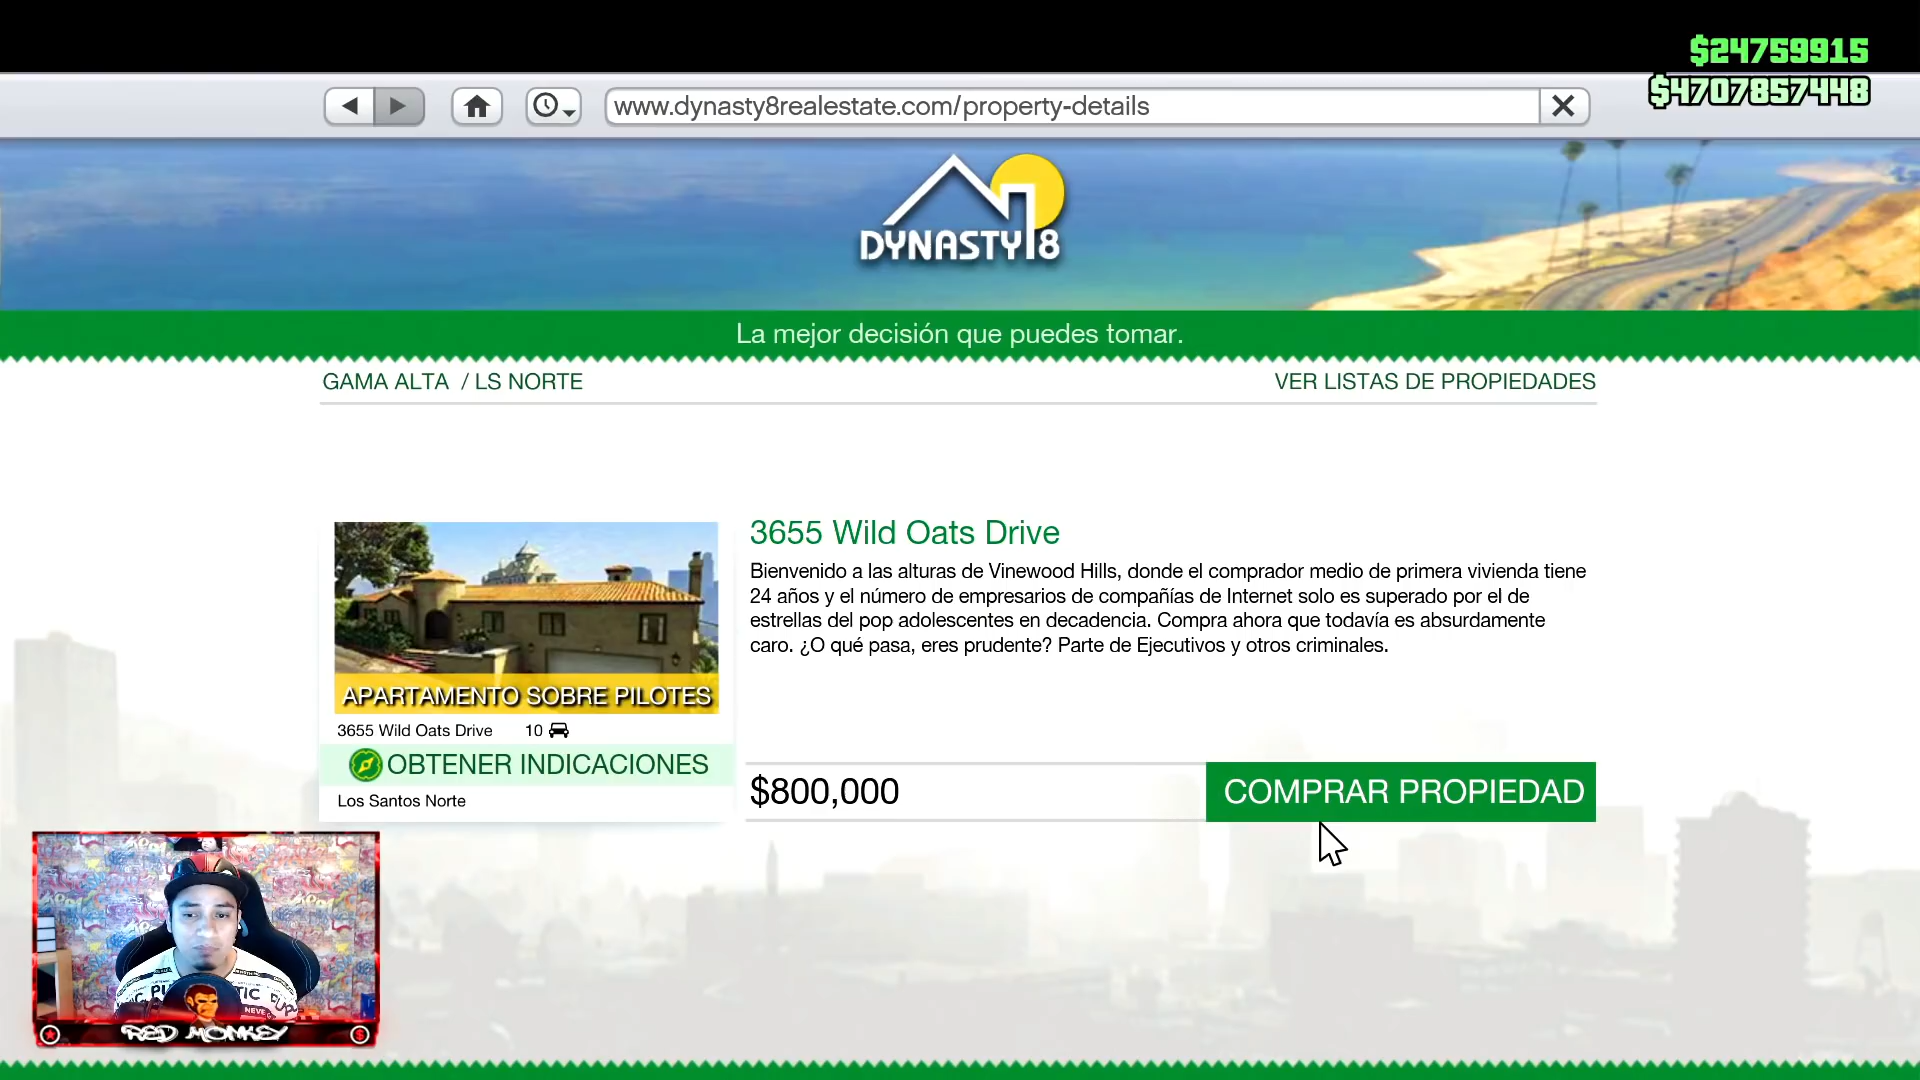 $24759915
$4707857448
www.dynasty8realestate.com/property-details
DYNASTY 8
La mejor decisión que puedes tomar.
GAMA ALTA / LS NORTE
VER LISTAS DE PROPIEDADES
3655 Wild Oats Drive
Bienvenido a las alturas de Vinewood Hills, donde el comprador medio de primera vivienda tiene
24 años y el número de empresarios de compañías de Internet solo es superado por el de
estrellas del pop adolescentes en decadencia. Compra ahora que todavía es absurdamente
caro. ¿O qué pasa, eres prudente? Parte de Ejecutivos y otros criminales.
APARTAMENTO SOBRE PILOTES
3655 Wild Oats Drive 10
OBTENER INDICACIONES
Los Santos Norte
$800,000
COMPRAR PROPIEDAD
RED MONKEY